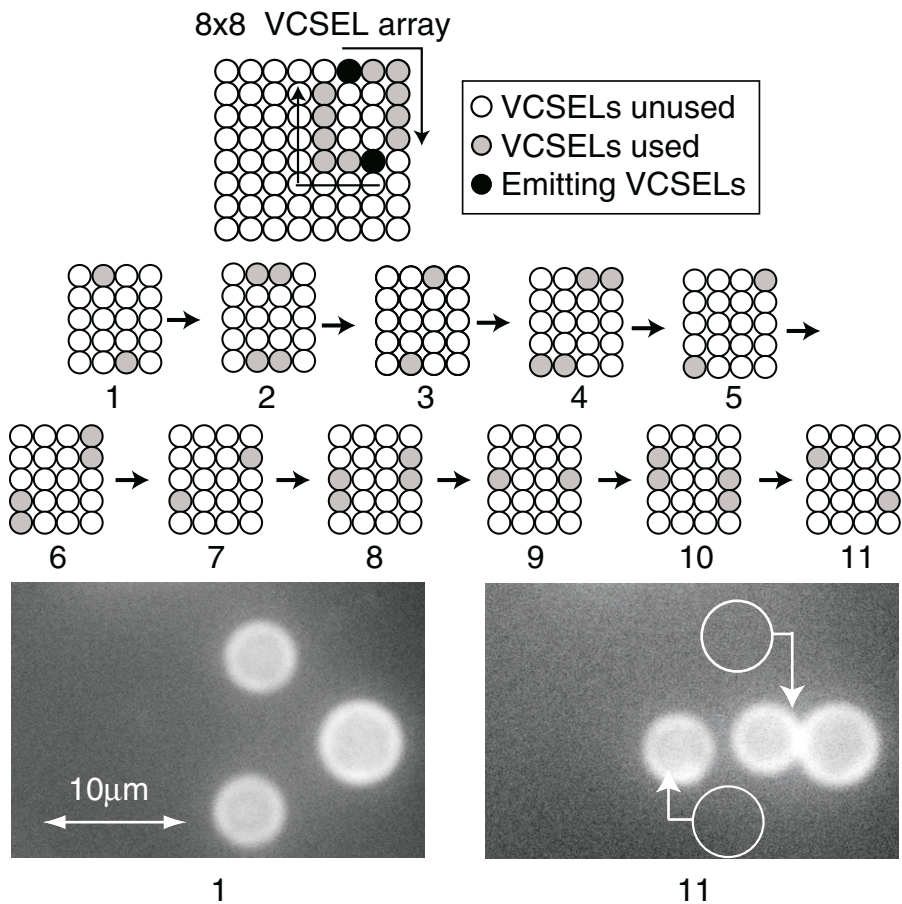 8x8 VCSEL array
VCSELs unused
VCSELs used
Emitting VCSELs
1 2 3 4 5
6 7 8 9 10 11
10μm
1 11